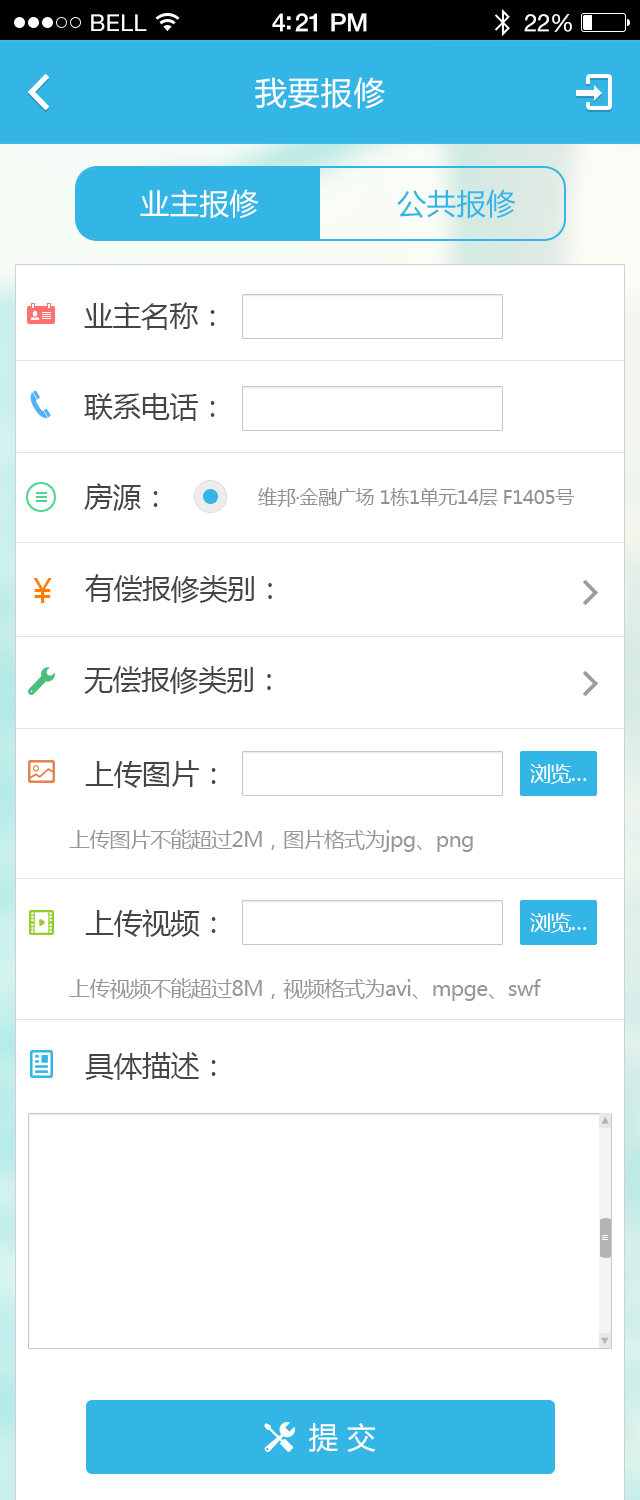 BELL 4:21 PM 22%
我要报修
业主报修 公共报修
业主名称：
联系电话：
房源： 维邦·金融广场 1栋1单元14层 F1405号
¥ 有偿报修类别：
无偿报修类别：
上传图片： 浏览...
上传图片不能超过2M，图片格式为jpg、png
上传视频： 浏览...
上传视频不能超过8M，视频格式为avi、mpge、swf
具体描述：
提 交